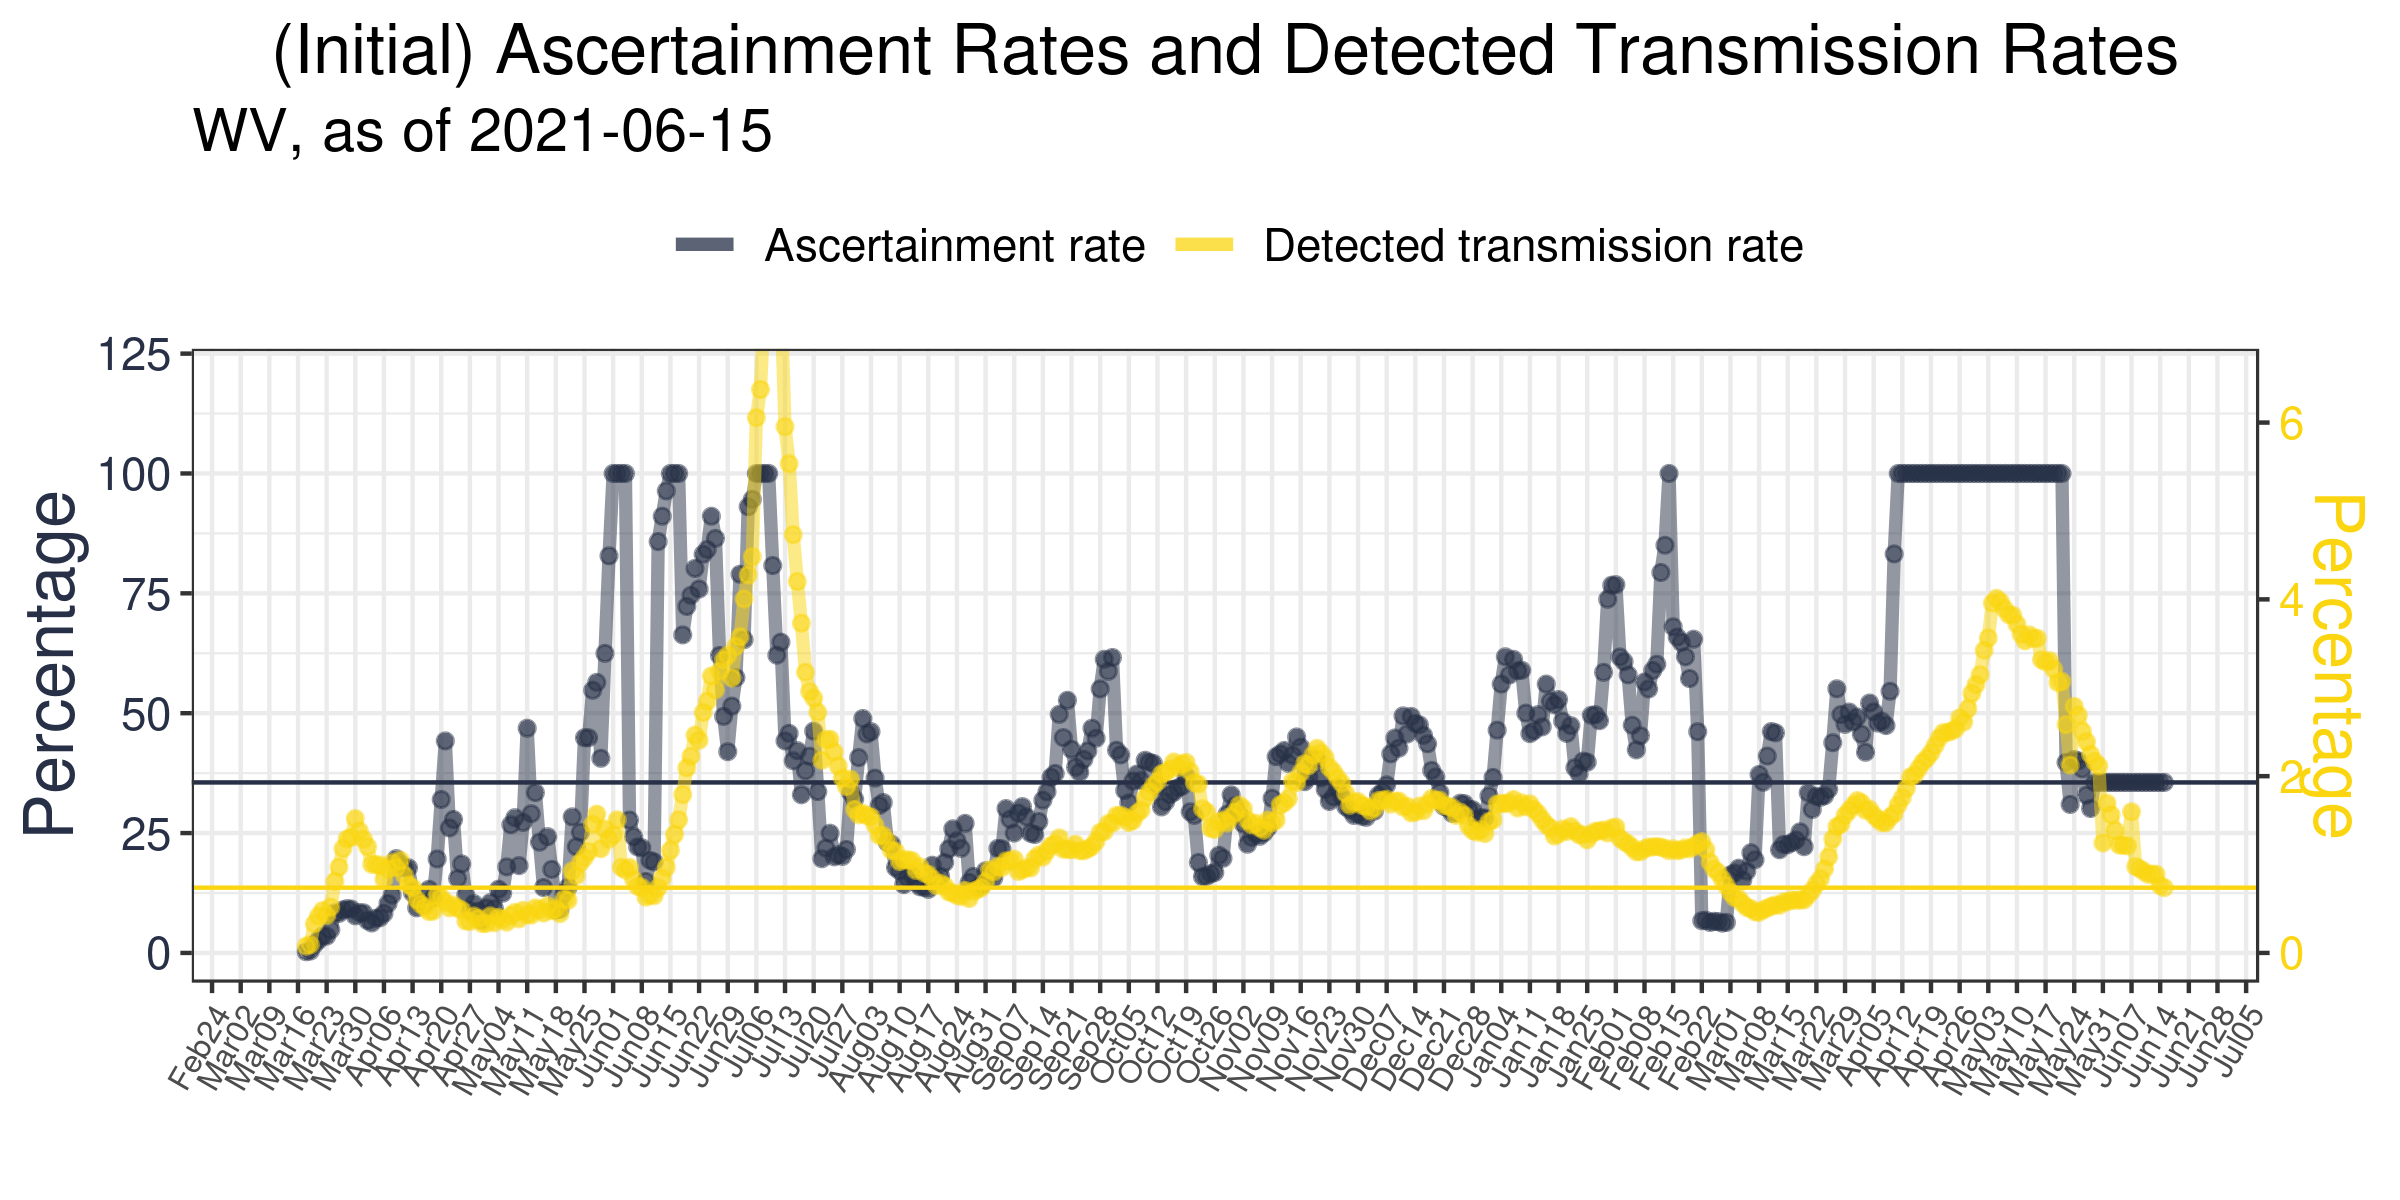 (Initial) Ascertainment Rates and Detected Transmission Rates
WV, as of 2021-06-15
Ascertainment rate
Detected transmission rate
Percentage
125
100
75
50
25
0
6
4
2
0
Percentage
Feb24
Mar02
Mar09
Mar16
Mar23
Mar30
Apr06
Apr13
Apr20
Apr27
May04
May11
May18
May25
Jun01
Jun08
Jun15
Jun22
Jun29
Jul06
Jul13
Jul20
Jul27
Aug03
Aug10
Aug17
Aug24
Aug31
Sep07
Sep14
Sep21
Sep28
Oct05
Oct12
Oct19
Oct26
Nov02
Nov09
Nov16
Nov23
Nov30
Dec07
Dec14
Dec21
Dec28
Jan04
Jan11
Jan18
Jan25
Feb01
Feb08
Feb15
Feb22
Mar01
Mar08
Mar15
Mar22
Mar29
Apr05
Apr12
Apr19
Apr26
May03
May10
May17
May24
May31
Jun07
Jun14
Jun21
Jun28
Jul05